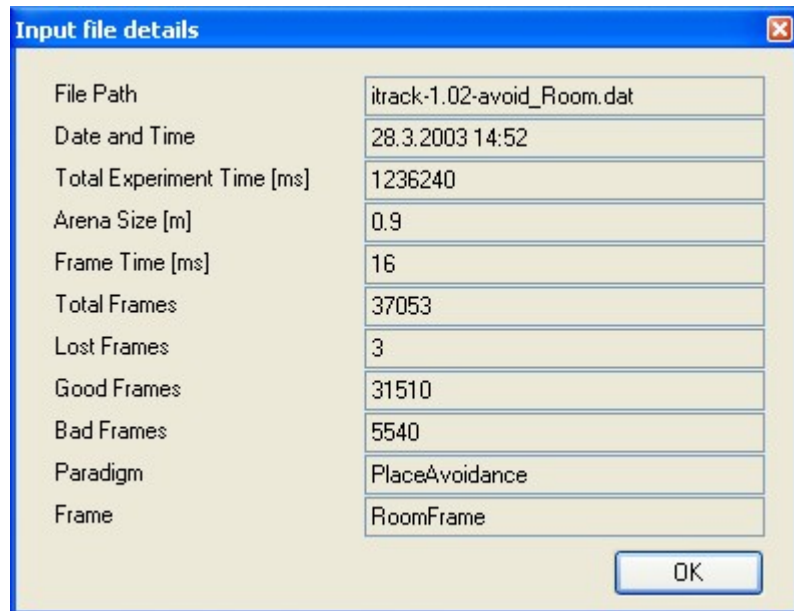 Input file details
File Path itrack-1.02-avoid_Room.dat
Date and Time 28.3.2003 14:52
Total Experiment Time [ms] 1236240
Arena Size [m] 0.9
Frame Time [ms] 16
Total Frames 37053
Lost Frames 3
Good Frames 31510
Bad Frames 5540
Paradigm PlaceAvoidance
Frame RoomFrame
OK